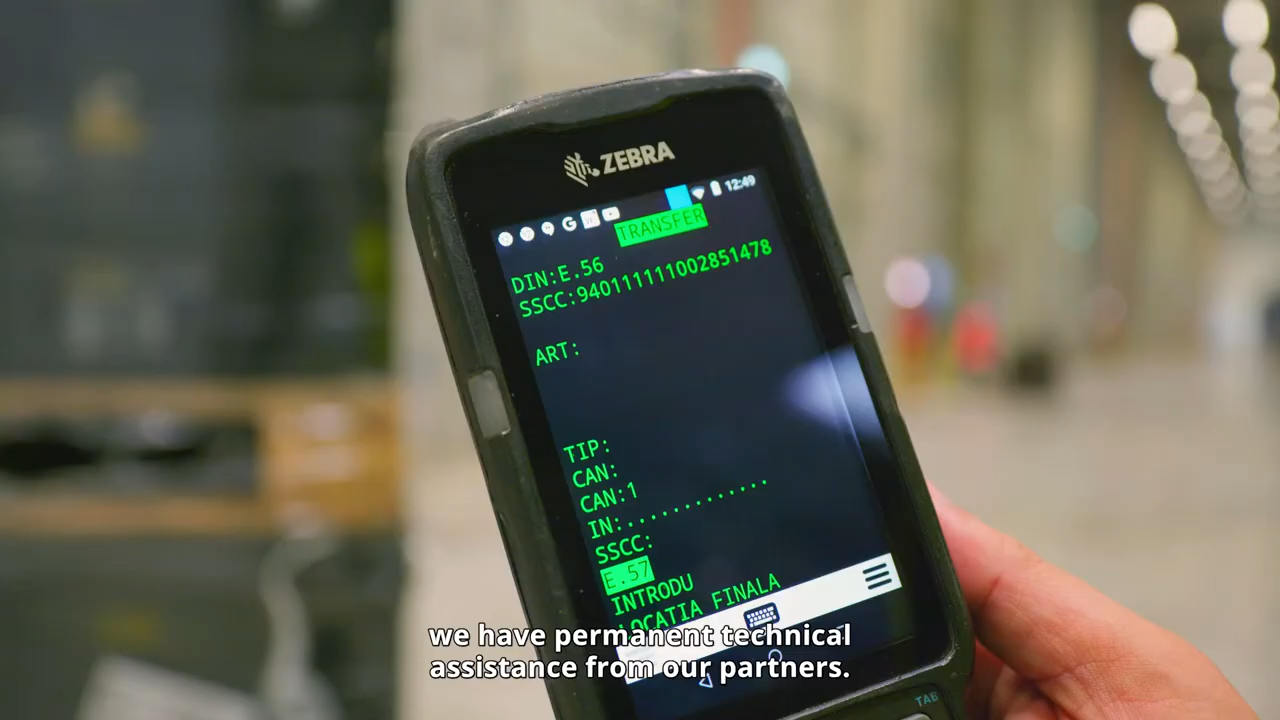 ZEBRA
12:49
TRANSFER
DIN:E.56
SSCC:940111111002851478
ART:
TIP:
CAN:
CAN:1
IN:.............
SSCC:
E.57
INTRODU
LOCATIA FINALA
we have permanent technical
assistance from our partners.
TAB